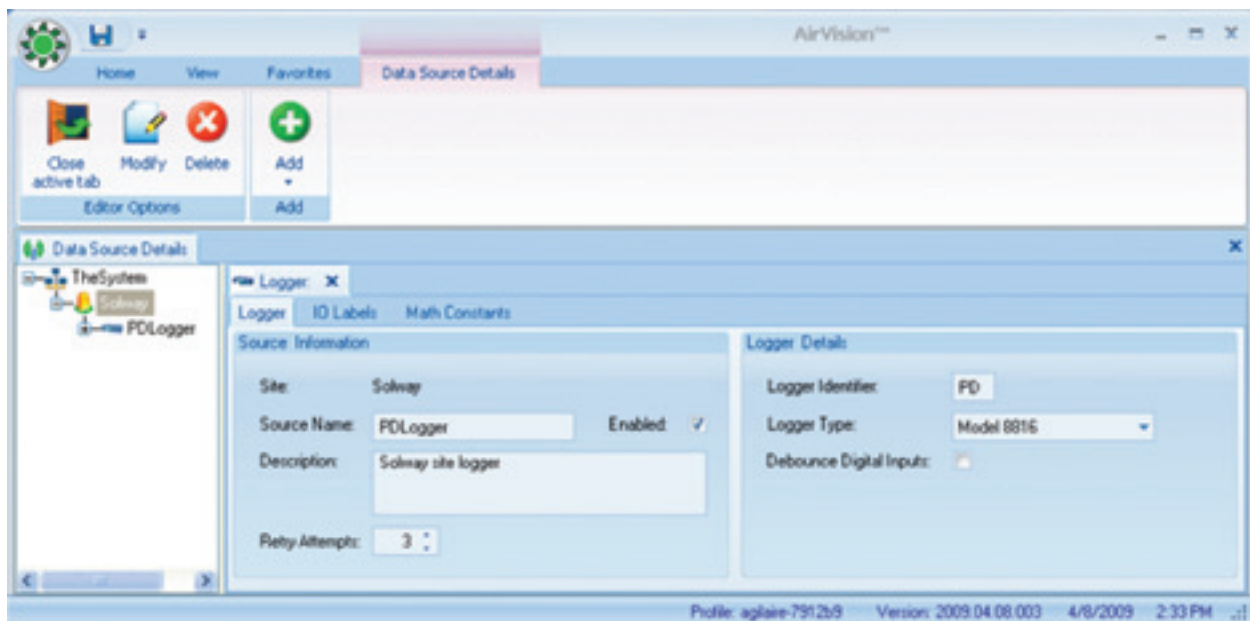 AirVision™
Home View Favorites Data Source Details
Close active tab
Modify
Delete
Add
Editor Options
Add
Data Source Details
TheSystem
Solway
PDLogger
Logger:
Logger IO Labels Math Constants
Source Information
Site: Solway
Source Name: PDLogger Enabled:
Description: Solway site logger
Retry Attempts: 3
Logger Details
Logger Identifier: PD
Logger Type: Model 8816
Debounce Digital Inputs:
Profile: agilaire-7912b9 Version: 2009.04.08.003 4/8/2009 2:33 PM